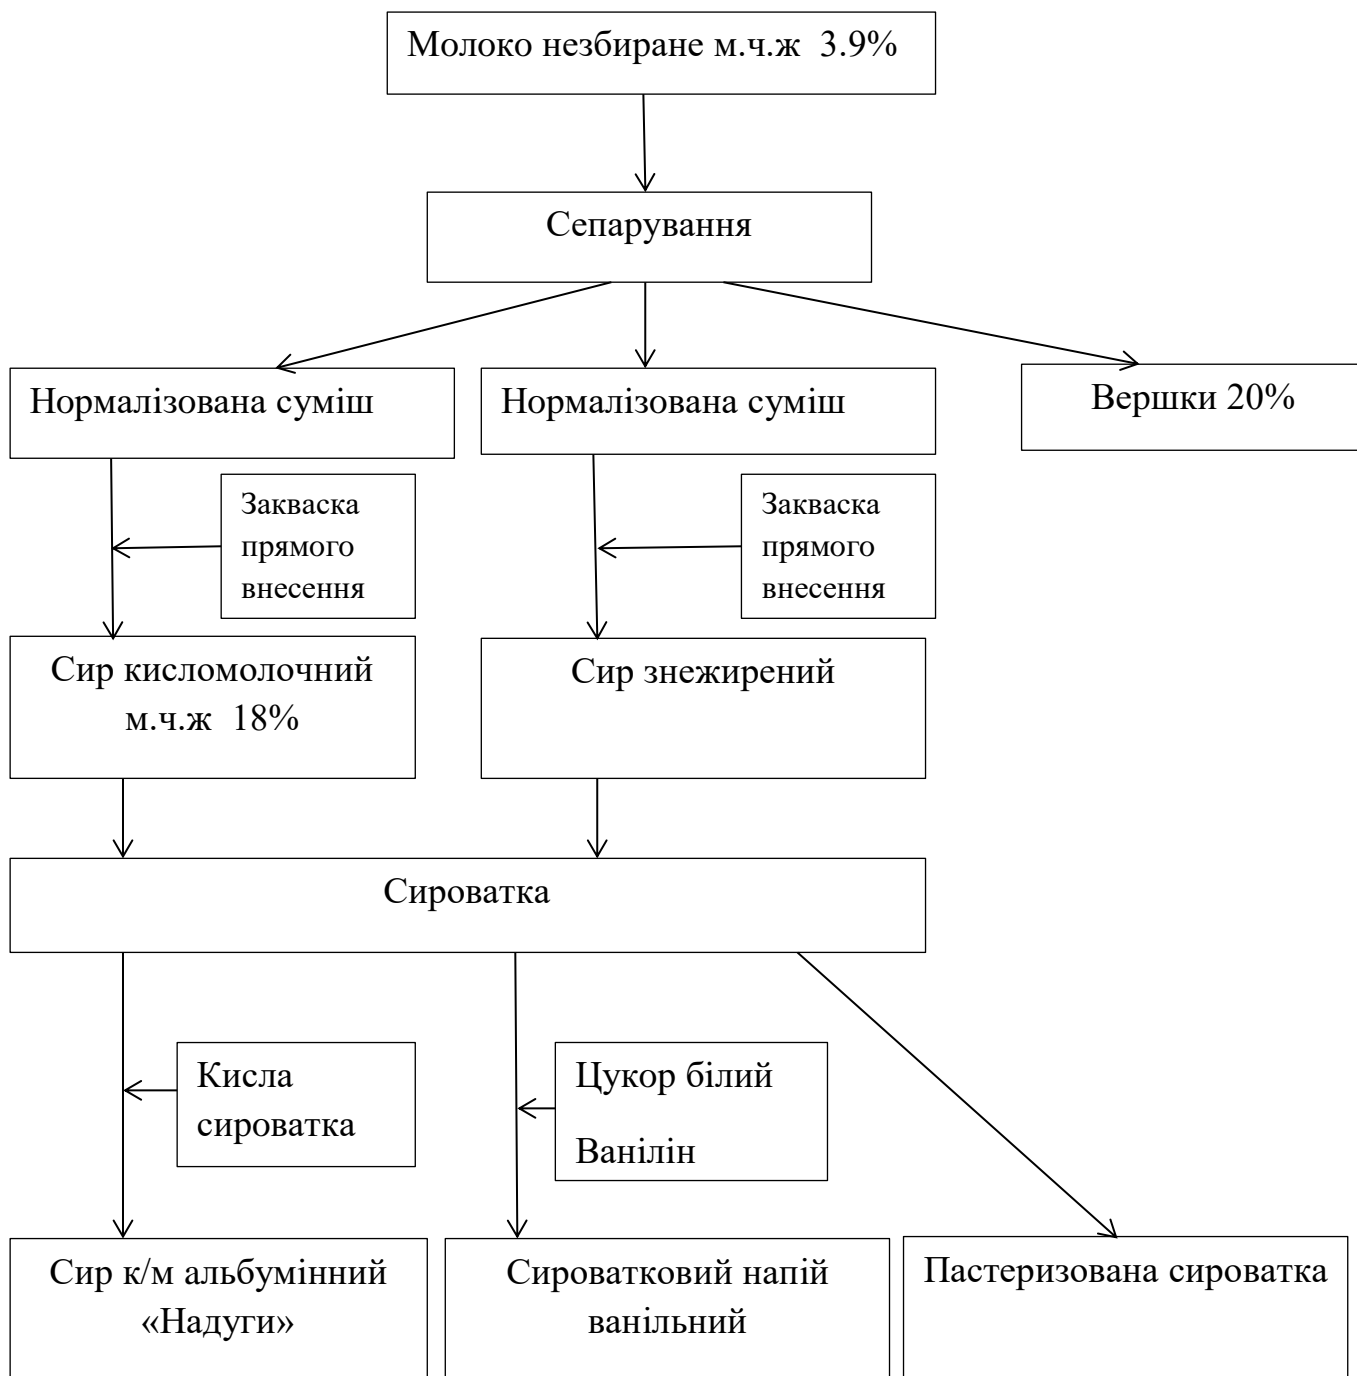 Молоко незбиране м.ч.ж 3.9%
Сепарування
Нормалізована суміш
Нормалізована суміш
Вершки 20%
Закваска
прямого
внесення
Закваска
прямого
внесення
Сир кисломолочний
м.ч.ж 18%
Сир знежирений
Сироватка
Кисла
сироватка
Цукор білий
Ванілін
Сир к/м альбумінний
«Надуги»
Сироватковий напій
ванільний
Пастеризована сироватка